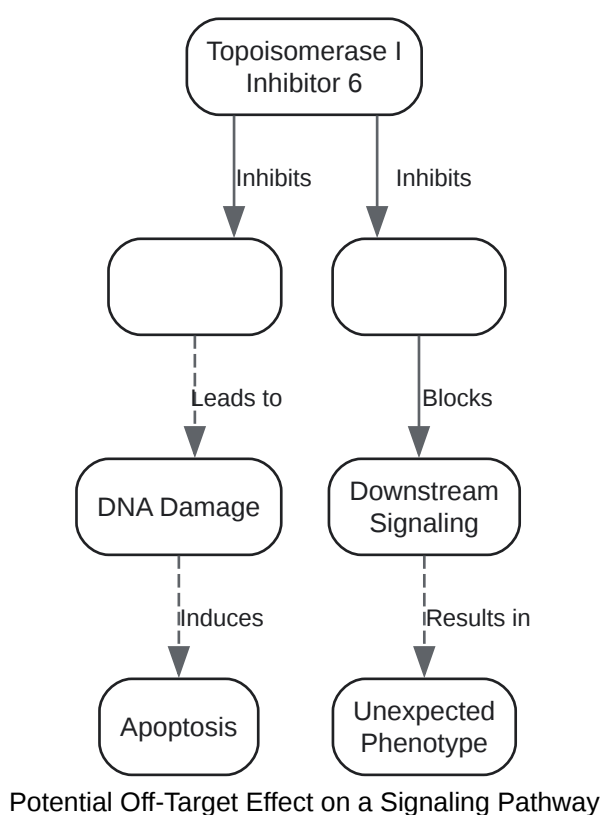 Topoisomerase I
Inhibitor 6
Inhibits
Inhibits
Leads to
Blocks
DNA Damage
Downstream
Signaling
Induces
Results in
Apoptosis
Unexpected
Phenotype
Potential Off-Target Effect on a Signaling Pathway